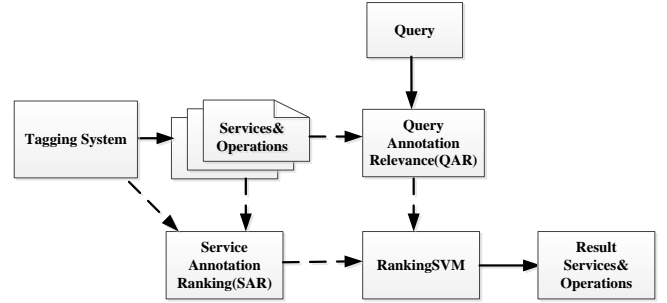 Query
Tagging System
Services&
Operations
Query
Annotation
Relevance(QAR)
Service
Annotation
Ranking(SAR)
RankingSVM
Result
Services&
Operations